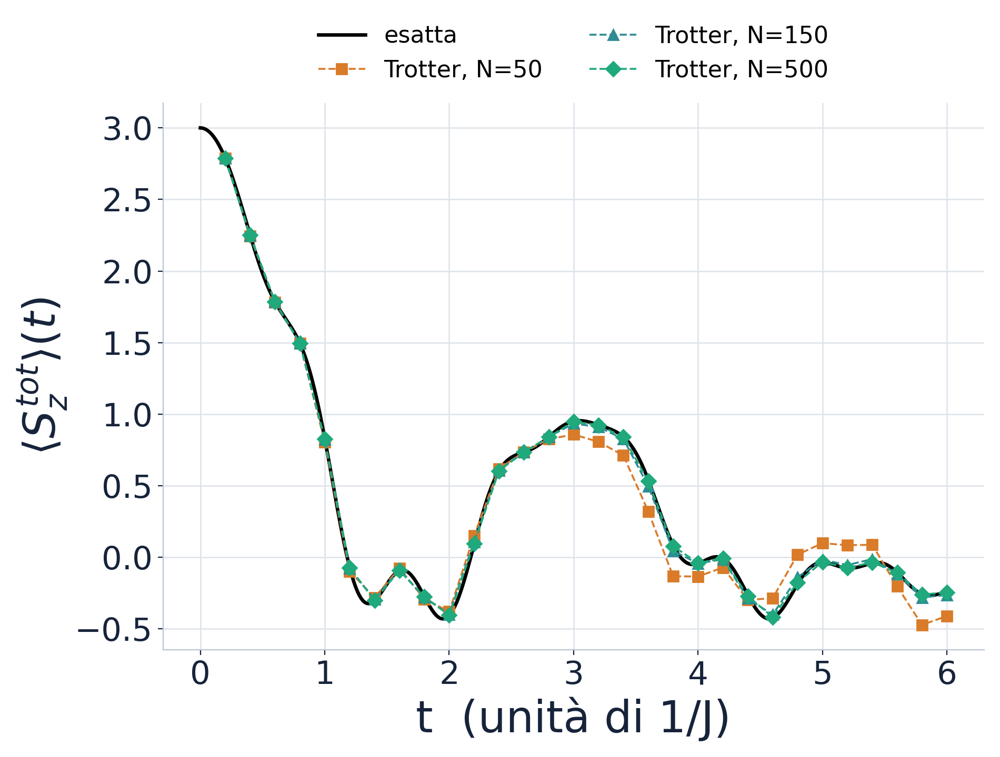 esatta
Trotter, N=50
Trotter, N=150
Trotter, N=500
3.0
2.5
2.0
1.5
1.0
0.5
0.0
−0.5
⟨S_z^{tot}⟩(t)
0 1 2 3 4 5 6
t (unità di 1/J)